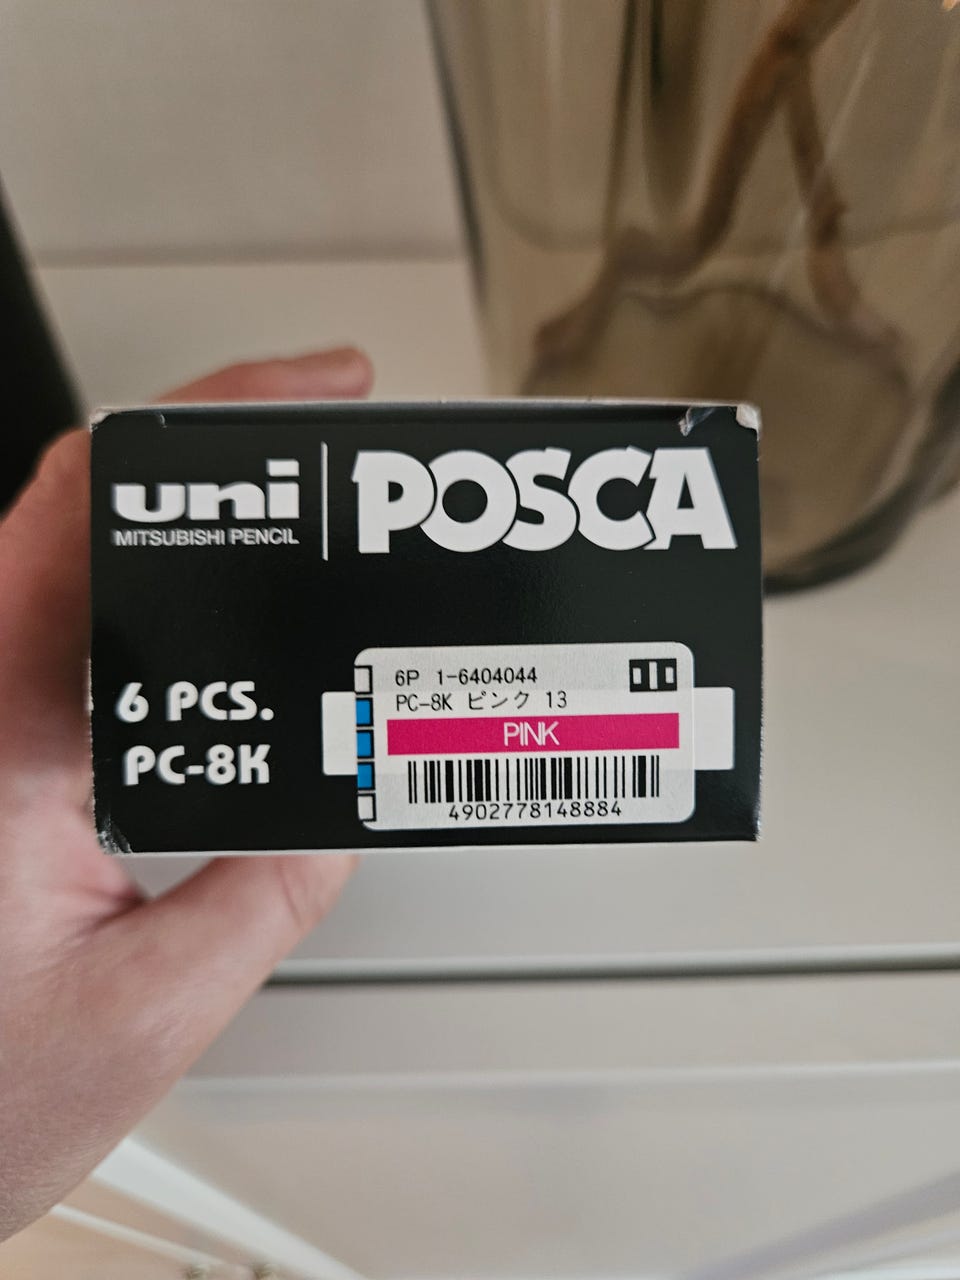 uni
MITSUBISHI PENCIL
POSCA
6 PCS.
PC-8K
6P 1-6404044
PC-8K ピンク 13
PINK
4902778148884